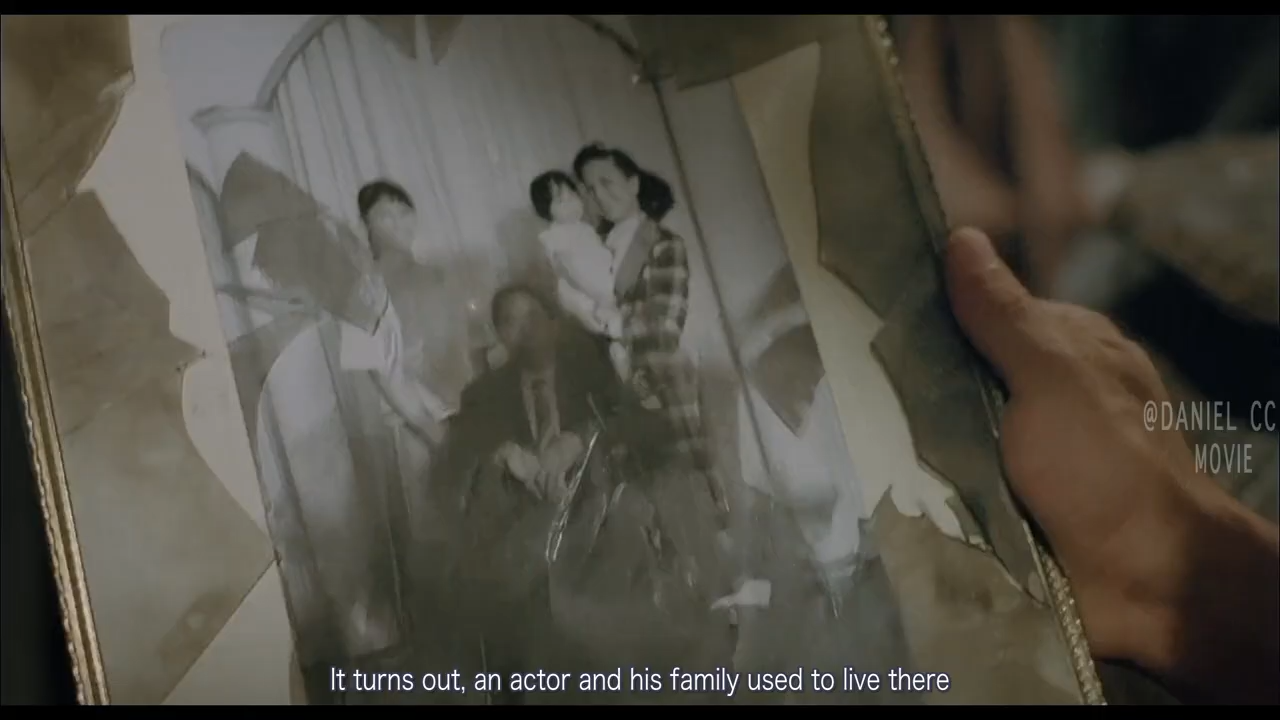 @DANIEL CC
MOVIE
It turns out, an actor and his family used to live there